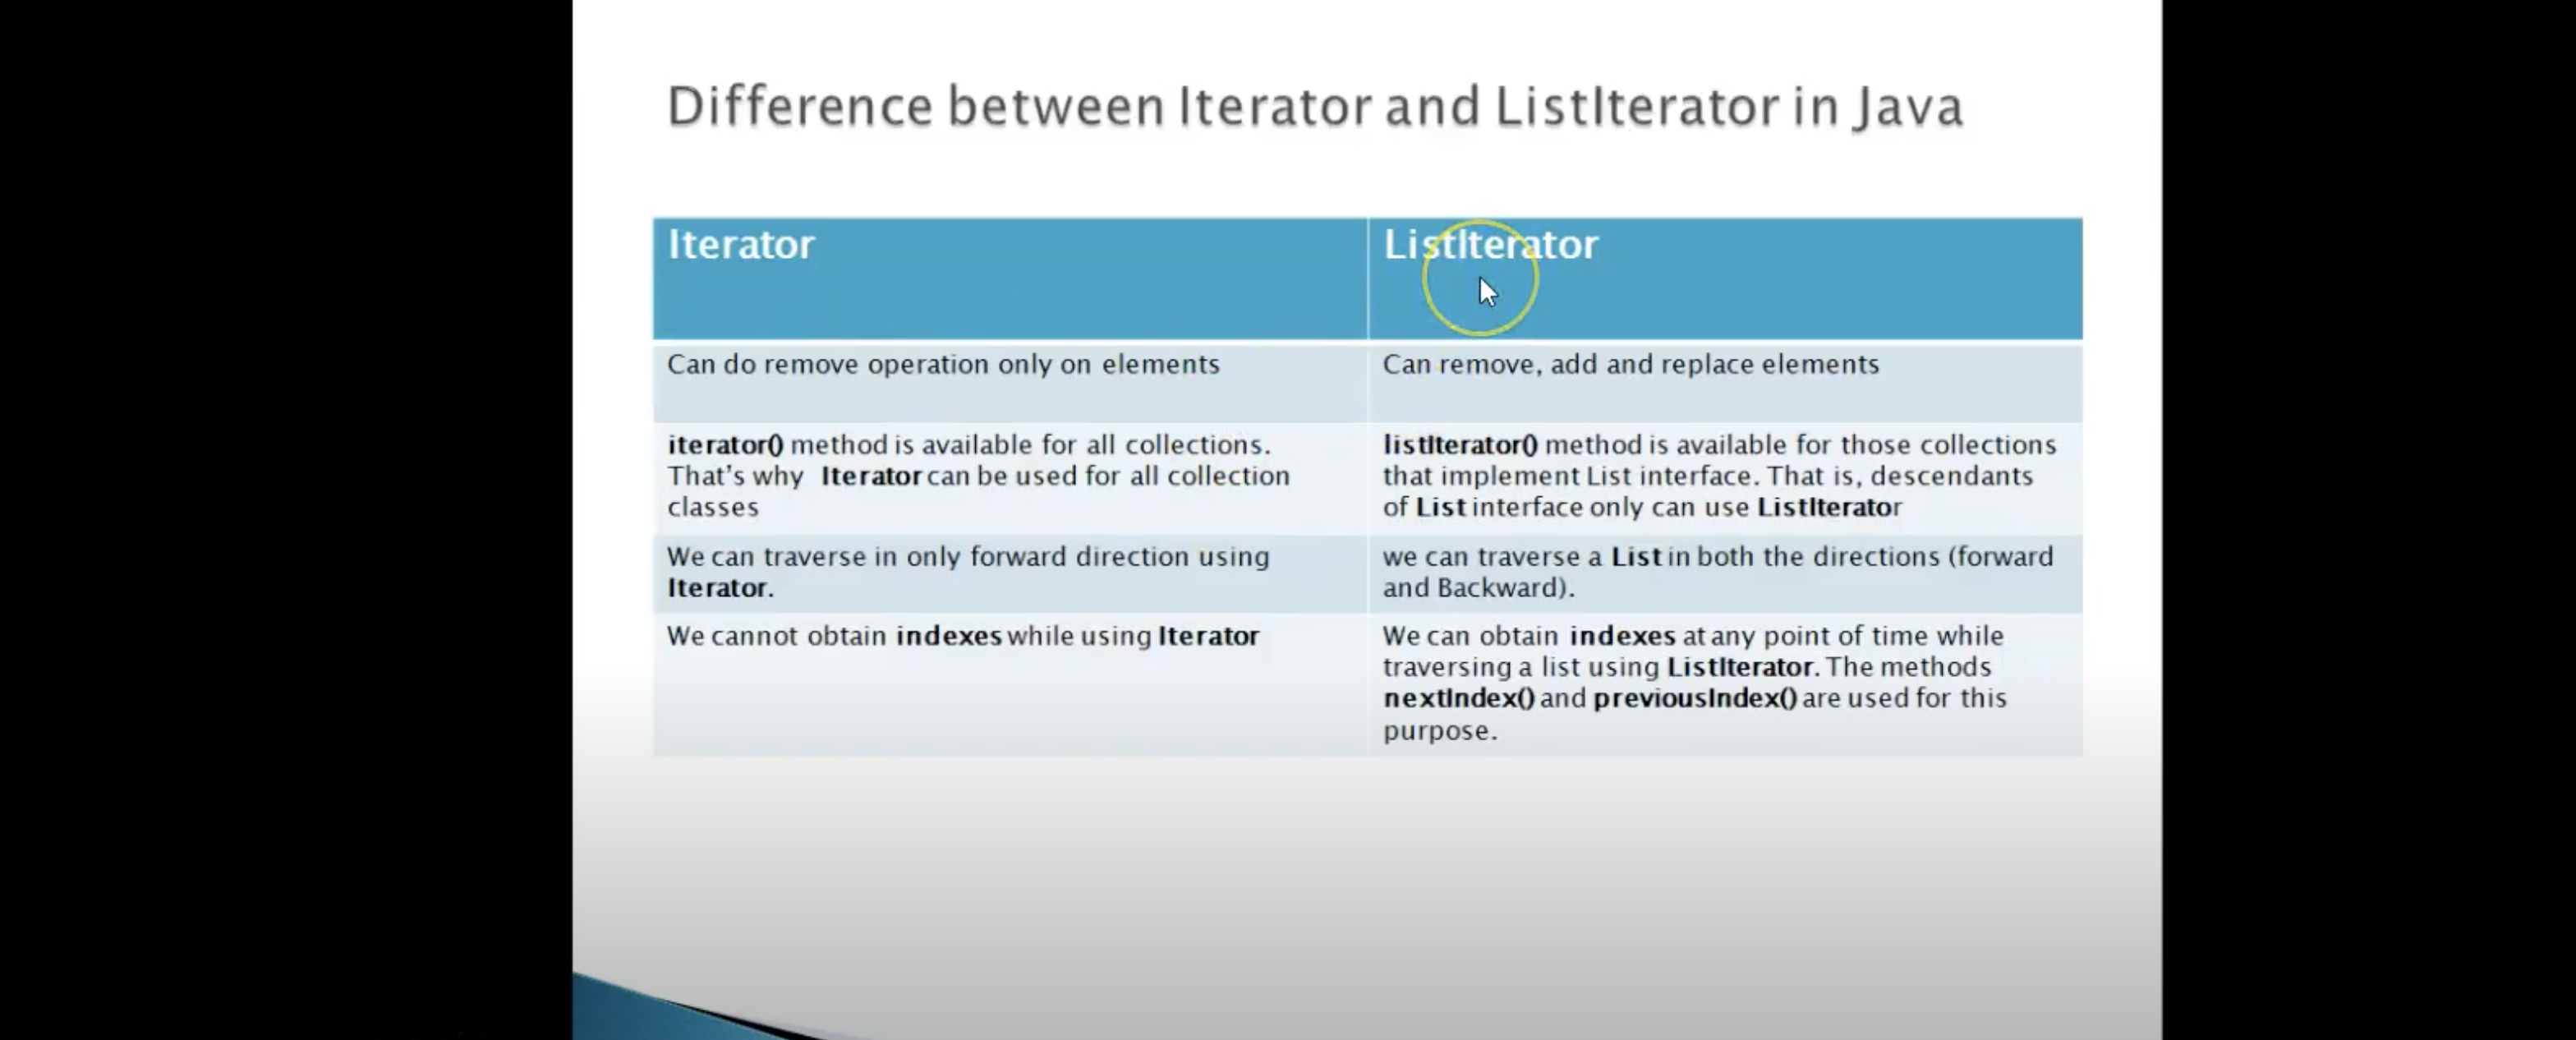 Difference between Iterator and ListIterator in Java
Iterator
ListIterator
Can do remove operation only on elements
Can remove, add and replace elements
iterator() method is available for all collections.
That's why Iterator can be used for all collection
classes
listIterator() method is available for those collections
that implement List interface. That is, descendants
of List interface only can use ListIterator
We can traverse in only forward direction using
Iterator.
we can traverse a List in both the directions (forward
and Backward).
We cannot obtain indexes while using Iterator
We can obtain indexes at any point of time while
traversing a list using ListIterator. The methods
nextIndex() and previousIndex() are used for this
purpose.